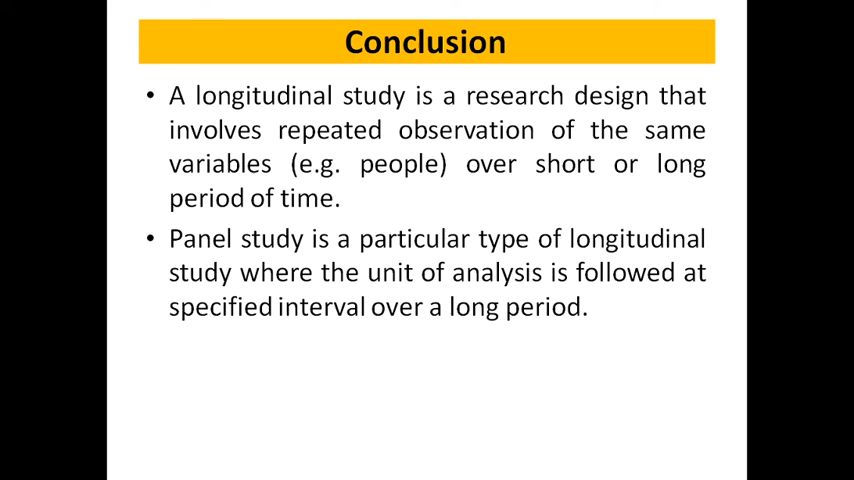 Conclusion
• A longitudinal study is a research design that
involves repeated observation of the same
variables (e.g. people) over short or long
period of time.
• Panel study is a particular type of longitudinal
study where the unit of analysis is followed at
specified interval over a long period.